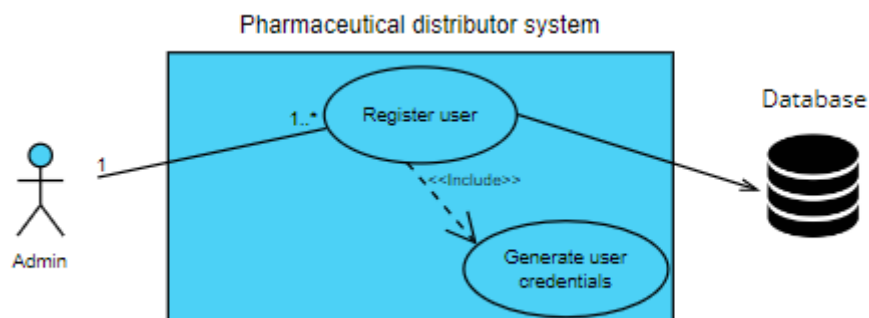 Pharmaceutical distributor system
1..*
Register user
Database
1
<<Include>>
Admin
Generate user
credentials